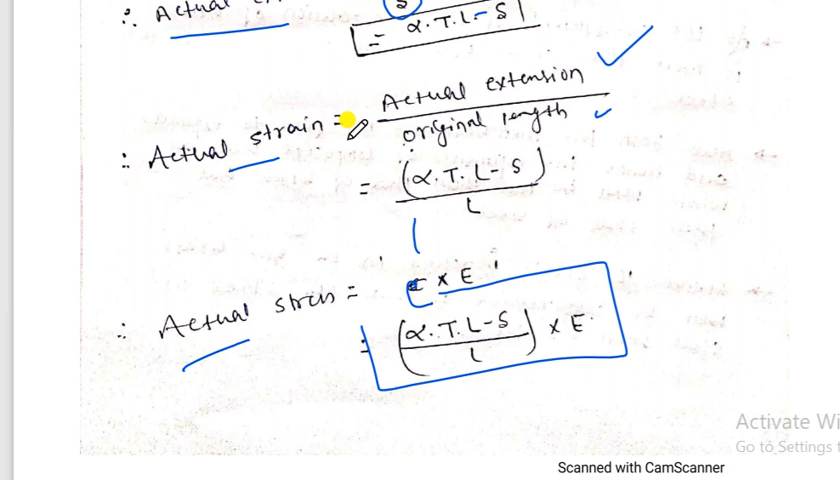 ∴ Actual
= α.T.L-S
Actual extension
∴ Actual strain = original length
= (α.T.L-S)
L
∴ Actual stress = E × E
= (α.T.L-S / L) × E
Activate Wi
Go to Settings t
Scanned with CamScanner